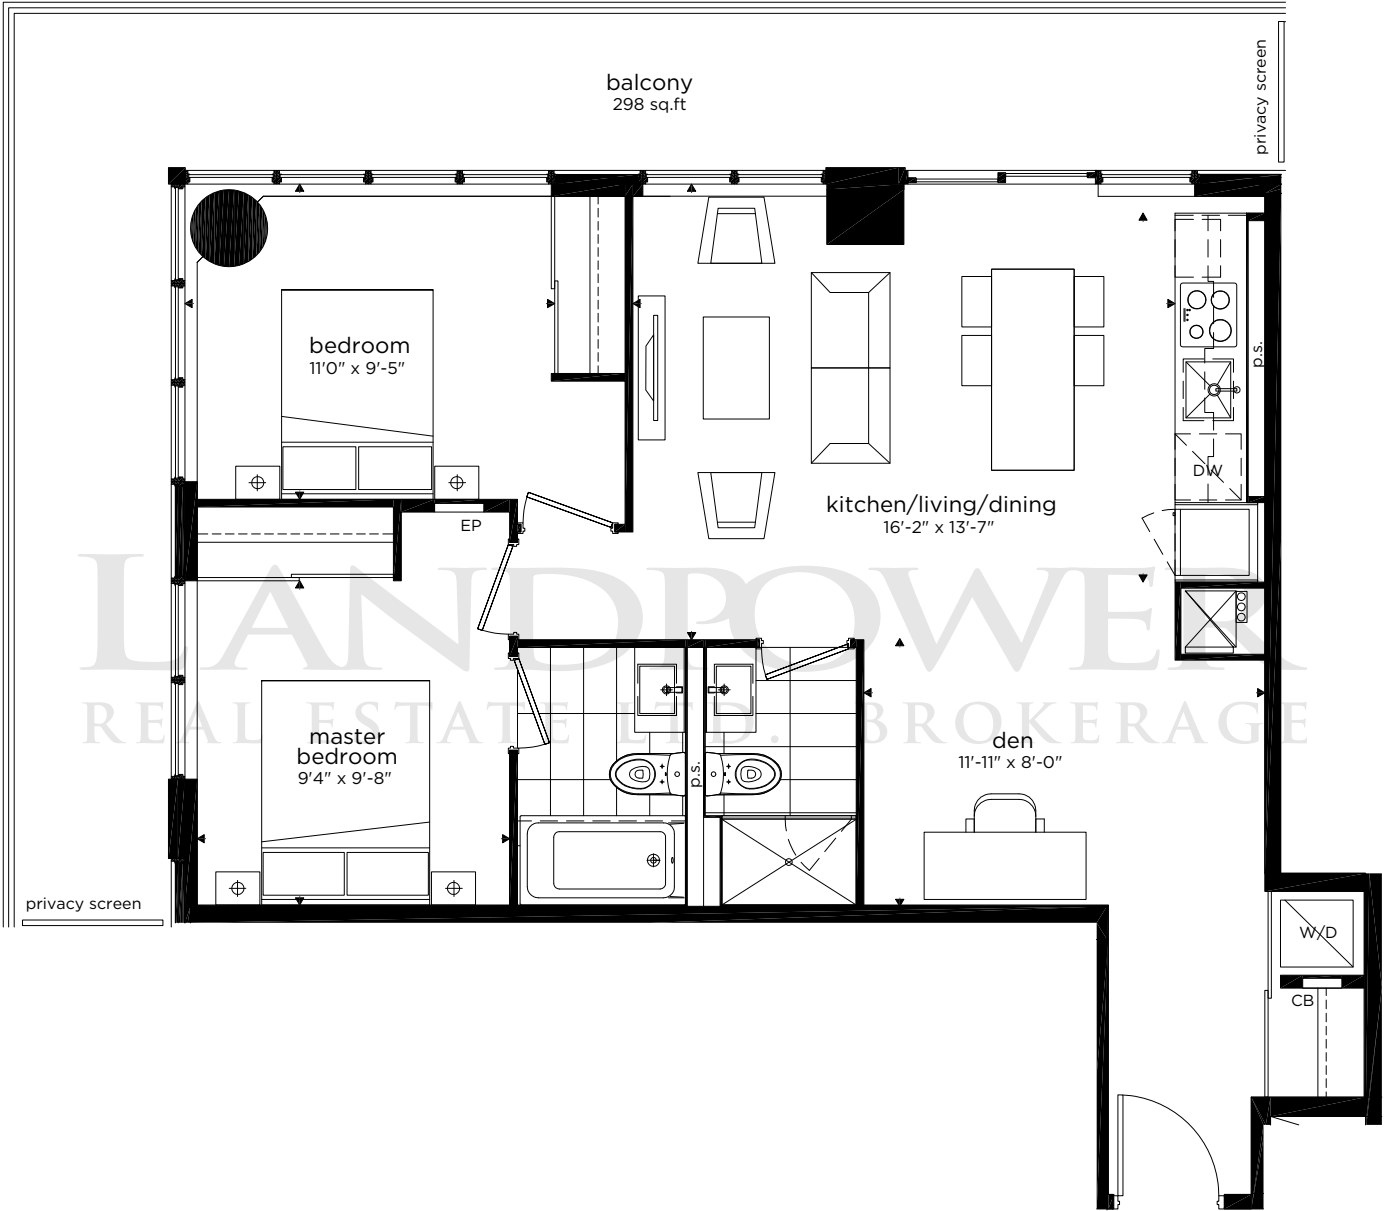 balcony
298 sq.ft
privacy screen
bedroom
11'0" x 9'-5"
p.s.
DW
kitchen/living/dining
16'-2" x 13'-7"
EP
LANDPOWER
REAL ESTATE LTD. BROKERAGE
master
bedroom
9'4" x 9'-8"
p.s.
den
11'-11" x 8'-0"
privacy screen
W/D
CB